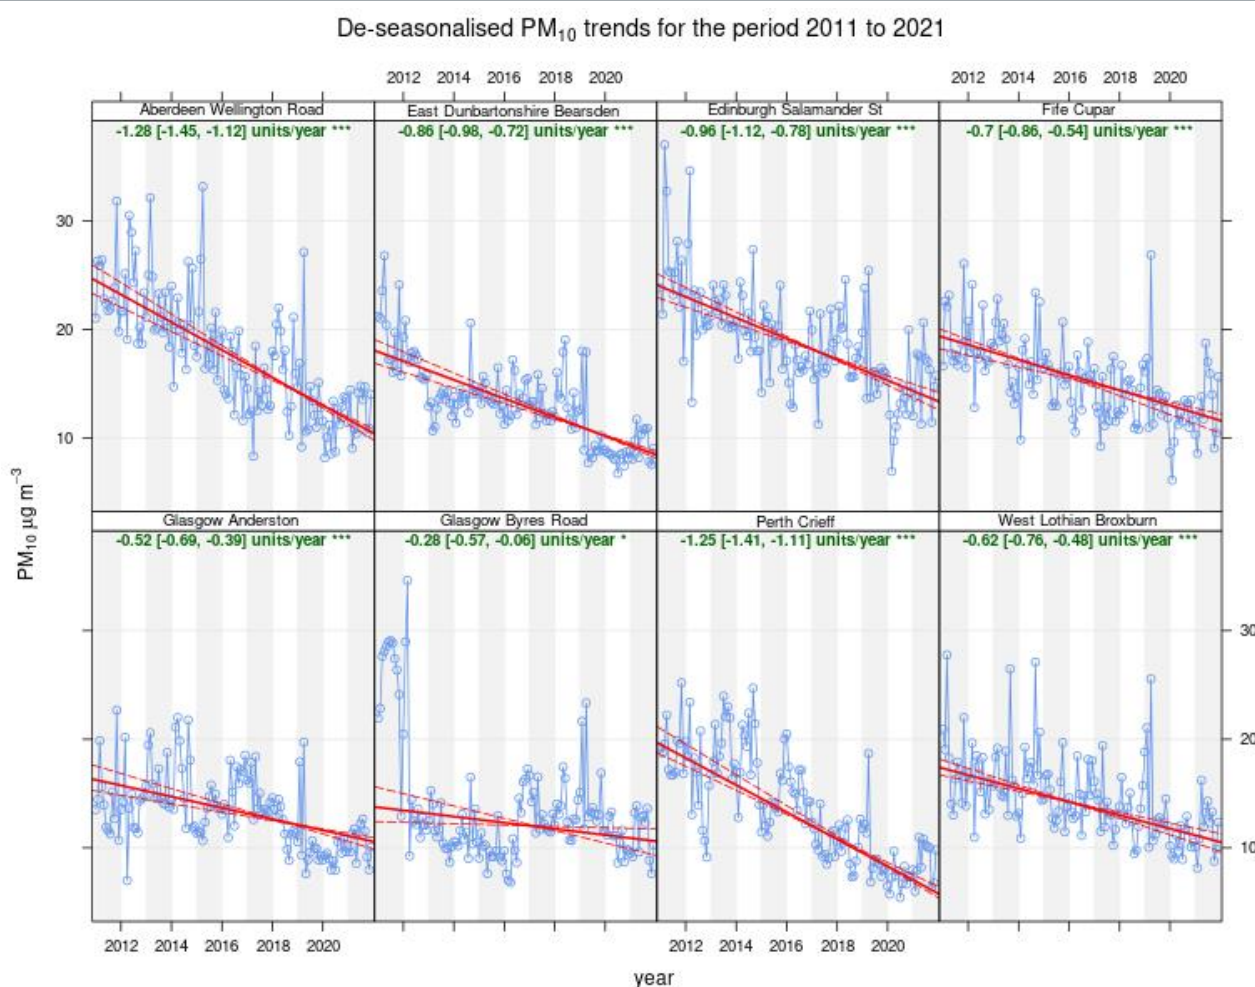 De-seasonalised PM10 trends for the period 2011 to 2021
2012 2014 2016 2018 2020 2012 2014 2016 2018 2020
Aberdeen Wellington Road East Dunbartonshire Bearsden Edinburgh Salamander St Fife Cupar
-1.28 [-1.45, -1.12] units/year *** -0.86 [-0.98, -0.72] units/year *** -0.96 [-1.12, -0.78] units/year *** -0.7 [-0.86, -0.54] units/year ***
30
20
10
PM10 µg m−3
Glasgow Anderston Glasgow Byres Road Perth Crieff West Lothian Broxburn
-0.52 [-0.69, -0.39] units/year *** -0.28 [-0.57, -0.06] units/year * -1.25 [-1.41, -1.11] units/year *** -0.62 [-0.76, -0.48] units/year ***
30
20
10
2012 2014 2016 2018 2020 2012 2014 2016 2018 2020
year